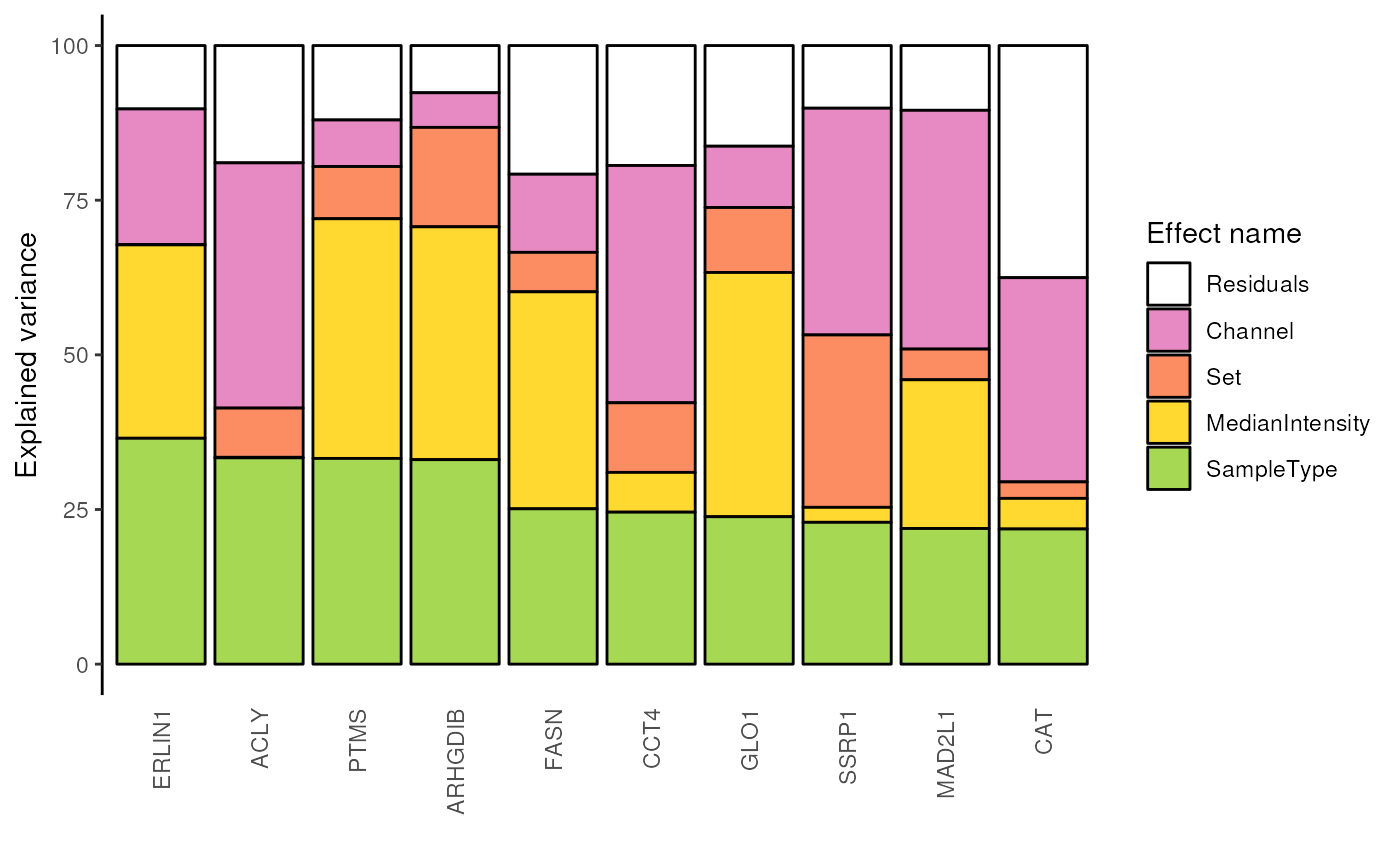 Explained variance
100
75
50
25
0
ERLIN1
ACLY
PTMS
ARHGDIB
FASN
CCT4
GLO1
SSRP1
MAD2L1
CAT
Effect name
Residuals
Channel
Set
MedianIntensity
SampleType